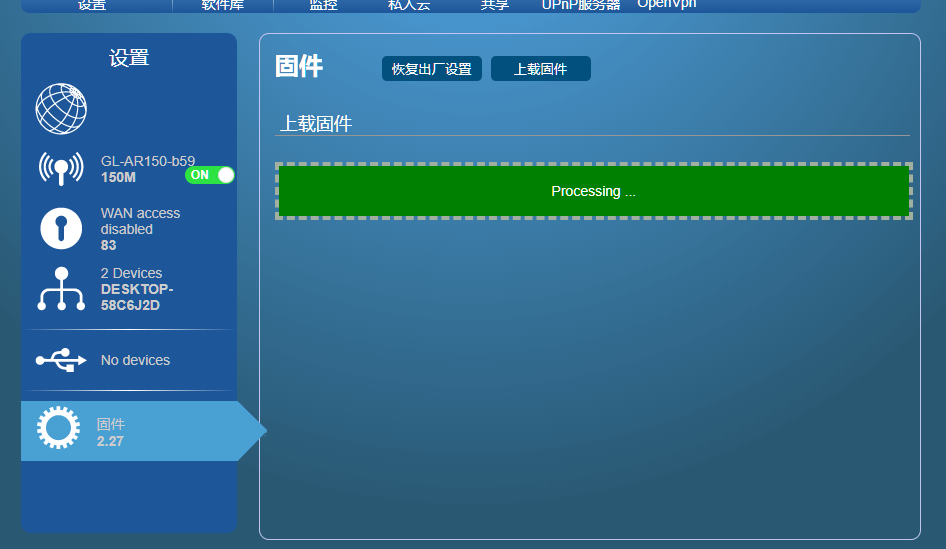 设置 软件库 监控 私人云 共享 UPnP服务器 OpenVpn
设置
GL-AR150-b59
150M
ON
WAN access
disabled
83
2 Devices
DESKTOP-
58C6J2D
No devices
固件
2.27
固件
恢复出厂设置 上载固件
上载固件
Processing ...